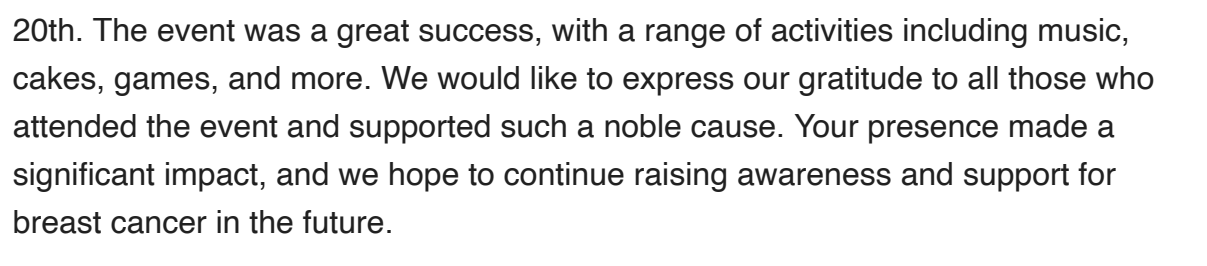 20th. The event was a great success, with a range of activities including music,
cakes, games, and more. We would like to express our gratitude to all those who
attended the event and supported such a noble cause. Your presence made a
significant impact, and we hope to continue raising awareness and support for
breast cancer in the future.